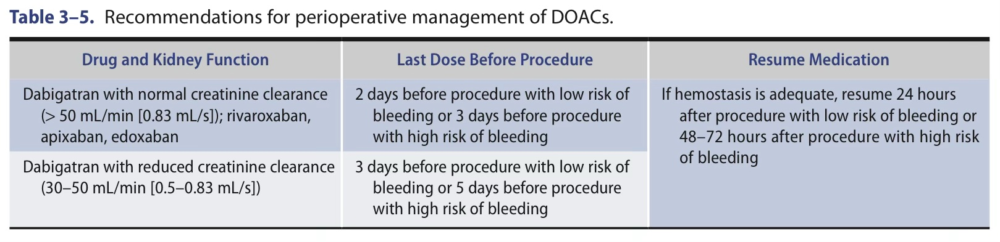 Table 3–5. Recommendations for perioperative management of DOACs.
Drug and Kidney Function
Last Dose Before Procedure
Resume Medication
Dabigatran with normal creatinine clearance
(> 50 mL/min [0.83 mL/s]); rivaroxaban,
apixaban, edoxaban
2 days before procedure with low risk of
bleeding or 3 days before procedure
with high risk of bleeding
If hemostasis is adequate, resume 24 hours
after procedure with low risk of bleeding or
48–72 hours after procedure with high risk
of bleeding
Dabigatran with reduced creatinine clearance
(30–50 mL/min [0.5–0.83 mL/s])
3 days before procedure with low risk of
bleeding or 5 days before procedure
with high risk of bleeding